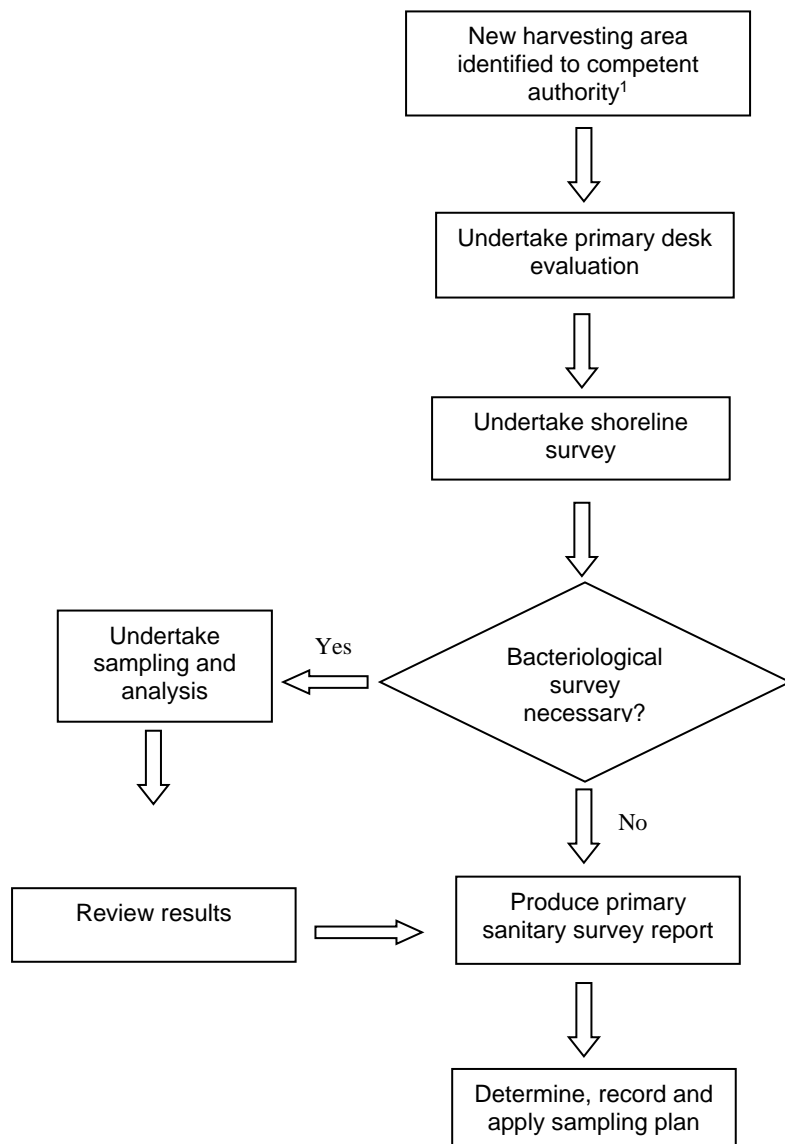 New harvesting area
identified to competent
authority¹
Undertake primary desk
evaluation
Undertake shoreline
survey
Bacteriological
survey
necessary?
Yes
Undertake
sampling and
analysis
No
Review results
Produce primary
sanitary survey report
Determine, record and
apply sampling plan